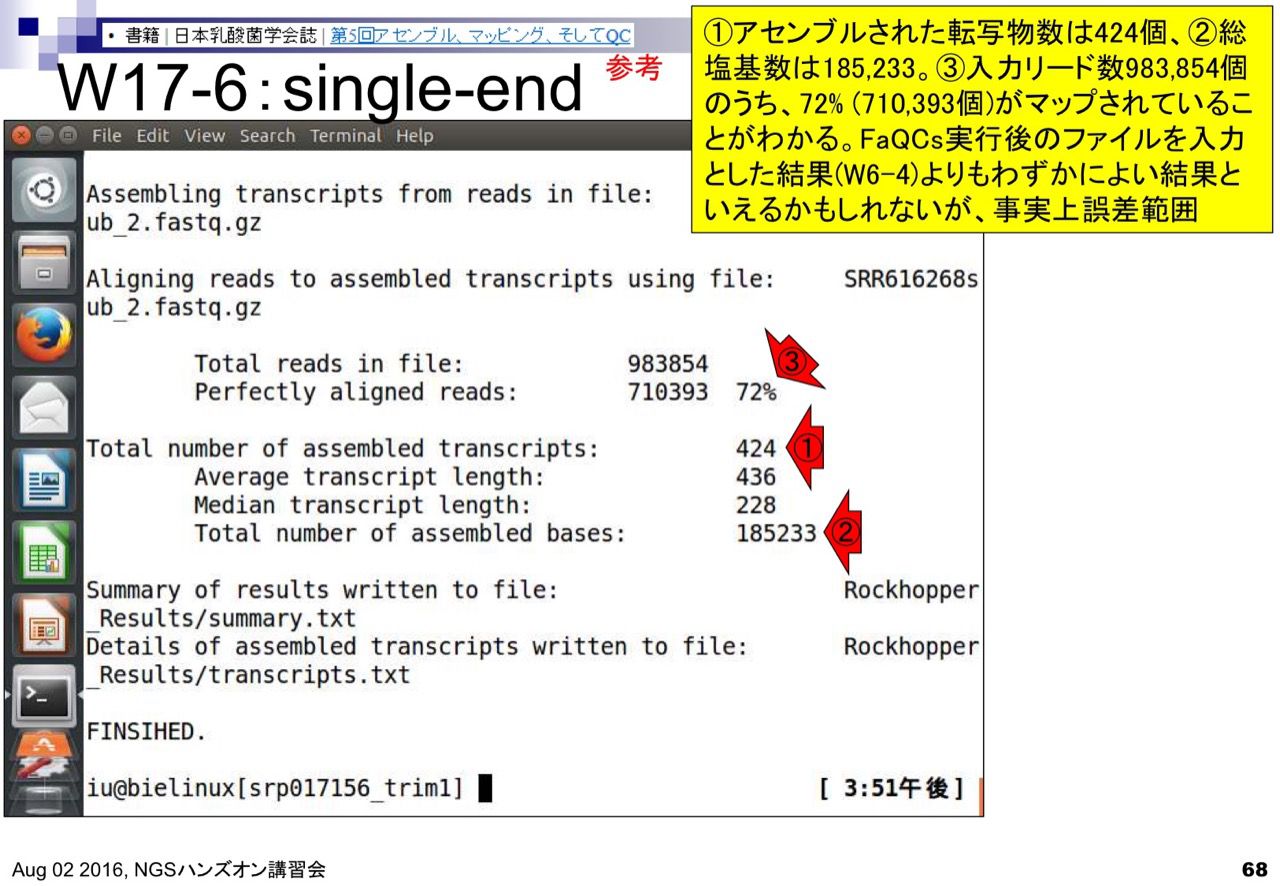 • 書籍 | 日本乳酸菌学会誌 | 第5回アセンブル、マッピング、そしてQC
W17-6：single-end
参考
①アセンブルされた転写物数は424個、②総
塩基数は185,233。③入力リード数983,854個
のうち、72% (710,393個)がマップされているこ
とがわかる。FaQCs実行後のファイルを入力
とした結果(W6-4)よりもわずかによい結果と
いえるかもしれないが、事実上誤差範囲
File Edit View Search Terminal Help
Assembling transcripts from reads in file:
ub_2.fastq.gz
Aligning reads to assembled transcripts using file: SRR616268s
ub_2.fastq.gz
Total reads in file: 983854
Perfectly aligned reads: 710393 72%
③
Total number of assembled transcripts: 424
①
Average transcript length: 436
Median transcript length: 228
Total number of assembled bases: 185233
②
Summary of results written to file: Rockhopper
_Results/summary.txt
Details of assembled transcripts written to file: Rockhopper
_Results/transcripts.txt
FINSIHED.
iu@bielinux[srp017156_trim1] [ 3:51午後]
Aug 02 2016, NGSハンズオン講習会
68